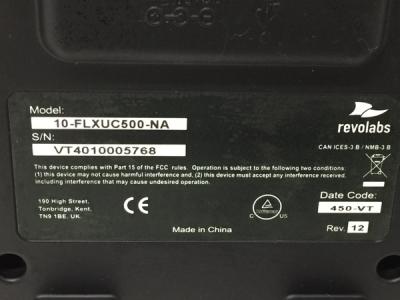 Model:
10-FLXUC500-NA
S/N:
VT4010005768
revolabs
CAN ICES-3 B / NMB-3 B
This device complies with Part 15 of the FCC rules. Operation is subject to the following two conditions:
(1) this device may not cause harmful interference, and, (2) this device must accept any interference
received, including interference that may cause undesired operation.
190 High Street,
Tonbridge, Kent.
TN9 1BE. UK.
C US
Date Code:
450-VT
Rev. 12
Made in China